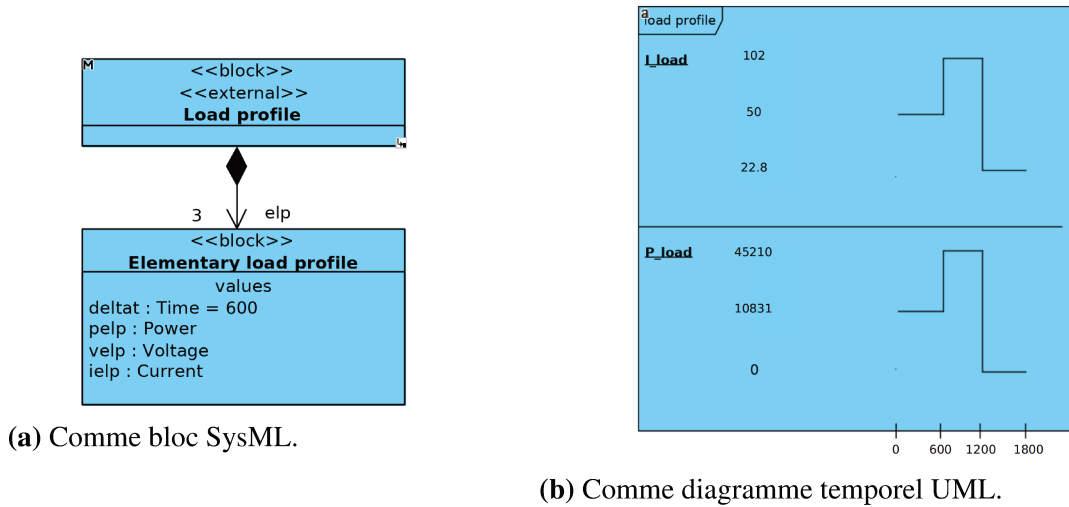 M
<<block>>
<<external>>
Load profile
3
elp
<<block>>
Elementary load profile
values
deltat : Time = 600
pelp : Power
velp : Voltage
ielp : Current
(a) Comme bloc SysML.
a
load profile
I_load
102
50
22.8
P_load
45210
10831
0
0 600 1200 1800
(b) Comme diagramme temporel UML.